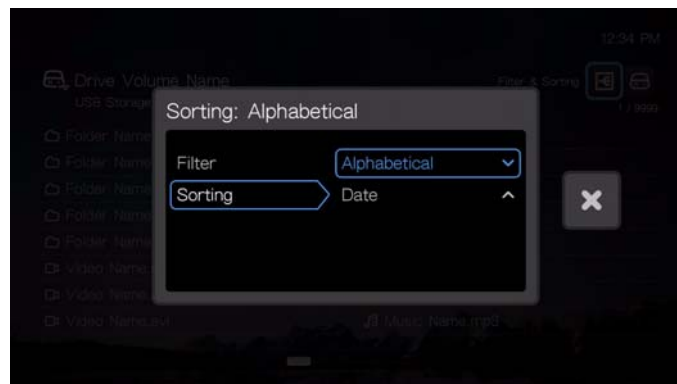 12:34 PM
Drive Volume Name
Filter & Sorting
USB Storage
1 / 9999
Sorting: Alphabetical
Folder Name
Folder Name
Filter
Alphabetical
Folder Name
Sorting
Date
Folder Name
Folder Name
Video Name
Video Name
Video Name.avi
Music Name.mp3